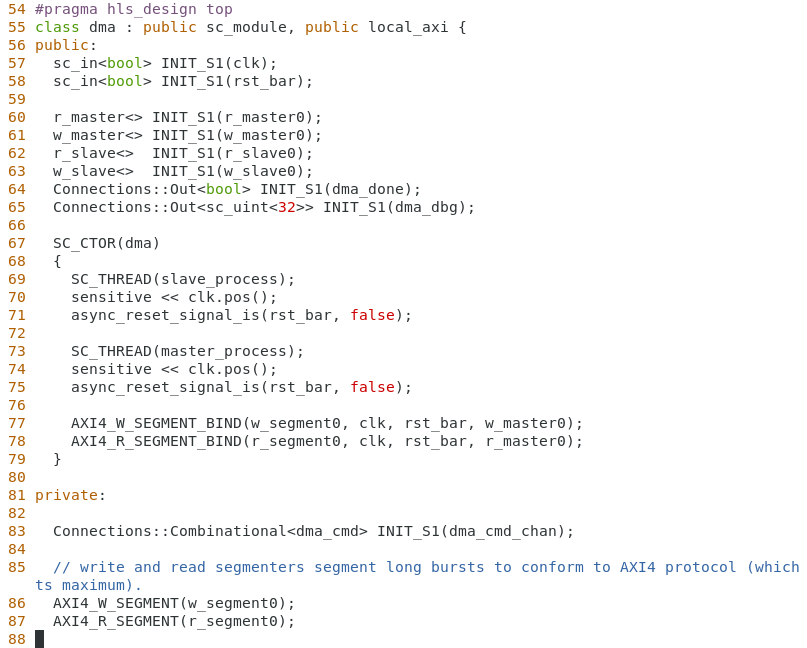 54 #pragma hls_design top
55 class dma : public sc_module, public local_axi {
56 public:
57   sc_in<bool> INIT_S1(clk);
58   sc_in<bool> INIT_S1(rst_bar);
59
60   r_master<> INIT_S1(r_master0);
61   w_master<> INIT_S1(w_master0);
62   r_slave<>  INIT_S1(r_slave0);
63   w_slave<>  INIT_S1(w_slave0);
64   Connections::Out<bool> INIT_S1(dma_done);
65   Connections::Out<sc_uint<32>> INIT_S1(dma_dbg);
66
67   SC_CTOR(dma)
68   {
69     SC_THREAD(slave_process);
70     sensitive << clk.pos();
71     async_reset_signal_is(rst_bar, false);
72
73     SC_THREAD(master_process);
74     sensitive << clk.pos();
75     async_reset_signal_is(rst_bar, false);
76
77     AXI4_W_SEGMENT_BIND(w_segment0, clk, rst_bar, w_master0);
78     AXI4_R_SEGMENT_BIND(r_segment0, clk, rst_bar, r_master0);
79   }
80
81 private:
82
83   Connections::Combinational<dma_cmd> INIT_S1(dma_cmd_chan);
84
85   // write and read segmenters segment long bursts to conform to AXI4 protocol (which
ts maximum).
86   AXI4_W_SEGMENT(w_segment0);
87   AXI4_R_SEGMENT(r_segment0);
88